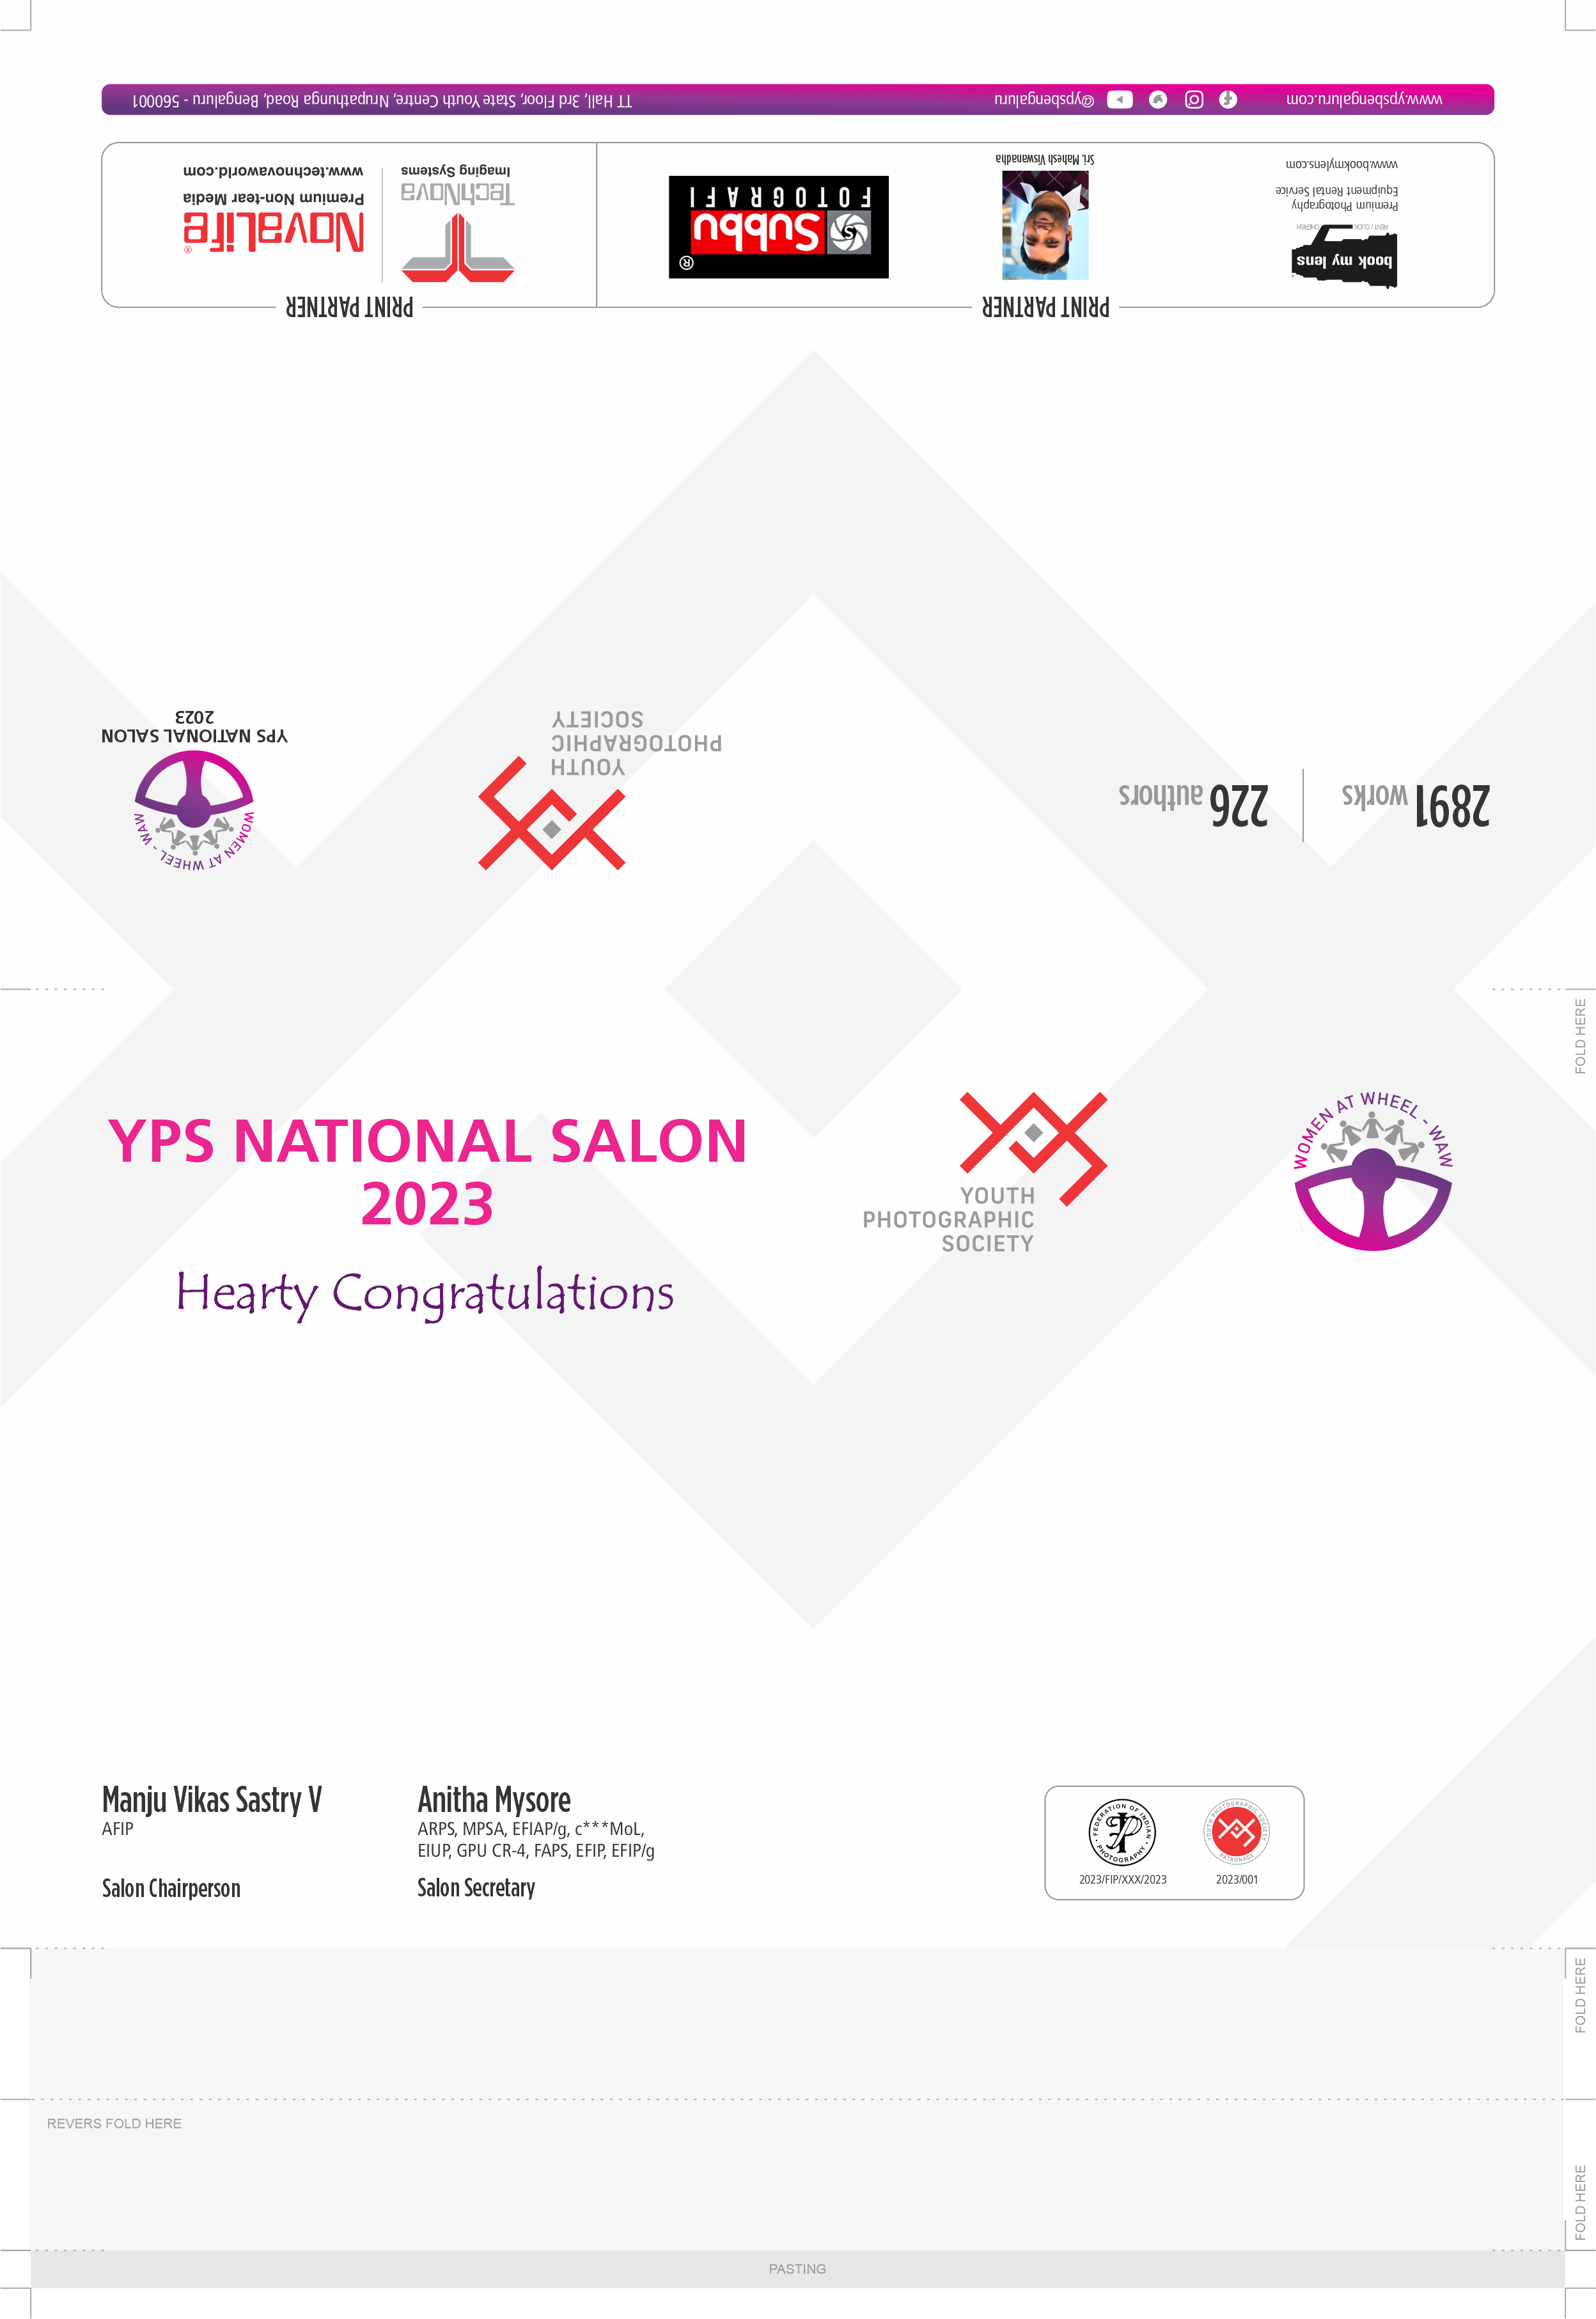 TT Hall, 3rd Floor, State Youth Centre, Nrupathunga Road, Bengaluru - 560001
@ypsbengaluru
www.ypsbengaluru.com
PRINT PARTNER
NovaLife®
Premium Non-tear Media
www.technovaworld.com
TechNova
Imaging Systems
PRINT PARTNER
®
S Subbu
FOTOGRAFI
Sri. Mahesh Viswanadha
book my lens
RENT / CLICK / CHERISH
Premium Photography
Equipment Rental Service
www.bookmylens.com
WOMEN AT WHEEL - WAW
YPS NATIONAL SALON
2023
YOUTH
PHOTOGRAPHIC
SOCIETY
2891 works
226 authors
FOLD HERE
YPS NATIONAL SALON
2023
Hearty Congratulations
YOUTH
PHOTOGRAPHIC
SOCIETY
WOMEN AT WHEEL - WAW
Manju Vikas Sastry V
AFIP
Salon Chairperson
Anitha Mysore
ARPS, MPSA, EFIAP/g, c***MoL,
EIUP, GPU CR-4, FAPS, EFIP, EFIP/g
Salon Secretary
FEDERATION OF INDIAN
PHOTOGRAPHY
FIP
2023/FIP/XXX/2023
YOUTH PHOTOGRAPHIC SOCIETY
PATRONAGE
2023/001
FOLD HERE
REVERS FOLD HERE
FOLD HERE
PASTING